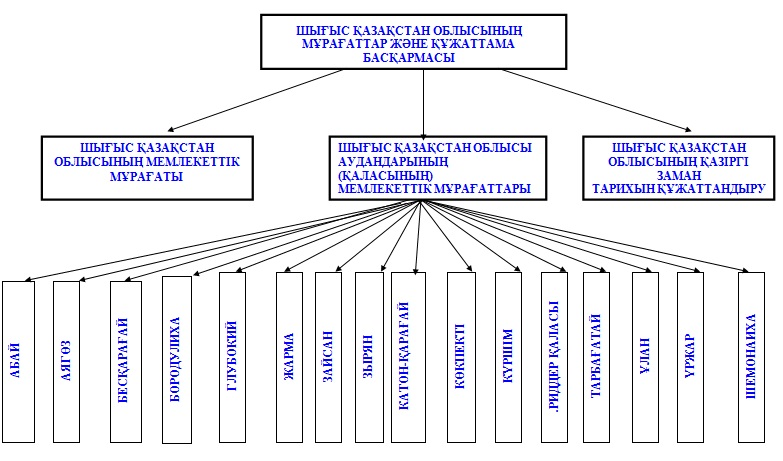 ШЫҒЫС ҚАЗАҚСТАН ОБЛЫСЫНЫҢ
МҰРАҒАТТАР ЖӘНЕ ҚҰЖАТТАМА
БАСҚАРМАСЫ
ШЫҒЫС ҚАЗАҚСТАН
ОБЛЫСЫНЫҢ МЕМЛЕКЕТТІК
МҰРАҒАТЫ
ШЫҒЫС ҚАЗАҚСТАН ОБЛЫСЫ
АУДАНДАРЫНЫҢ
(ҚАЛАСЫНЫҢ)
МЕМЛЕКЕТТІК МҰРАҒАТТАРЫ
ШЫҒЫС ҚАЗАҚСТАН
ОБЛЫСЫНЫҢ ҚАЗІРГІ
ЗАМАН
ТАРИХЫН ҚҰЖАТТАНДЫРУ
АБАЙ
АЯГӨЗ
БЕСҚАРАҒАЙ
БОРОДУЛИХА
ГЛУБОКИЙ
ЖАРМА
ЗАЙСАН
ЗЫРЯН
КАТОН-ҚАРАҒАЙ
КӨКПЕКТІ
КҮРШІМ
.РИДДЕР ҚАЛАСЫ
ТАРБАҒАТАЙ
ҰЛАН
ҮРЖАР
ШЕМОНАИХА